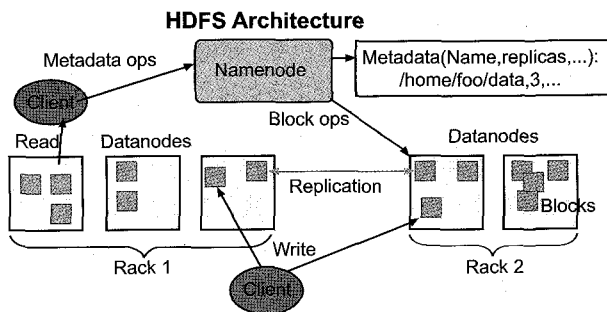 HDFS Architecture
Metadata ops
Namenode
Metadata(Name,replicas,...):
/home/foo/data,3,...
Client
Block ops
Read
Datanodes
Datanodes
Replication
Blocks
Write
Rack 1
Client
Rack 2